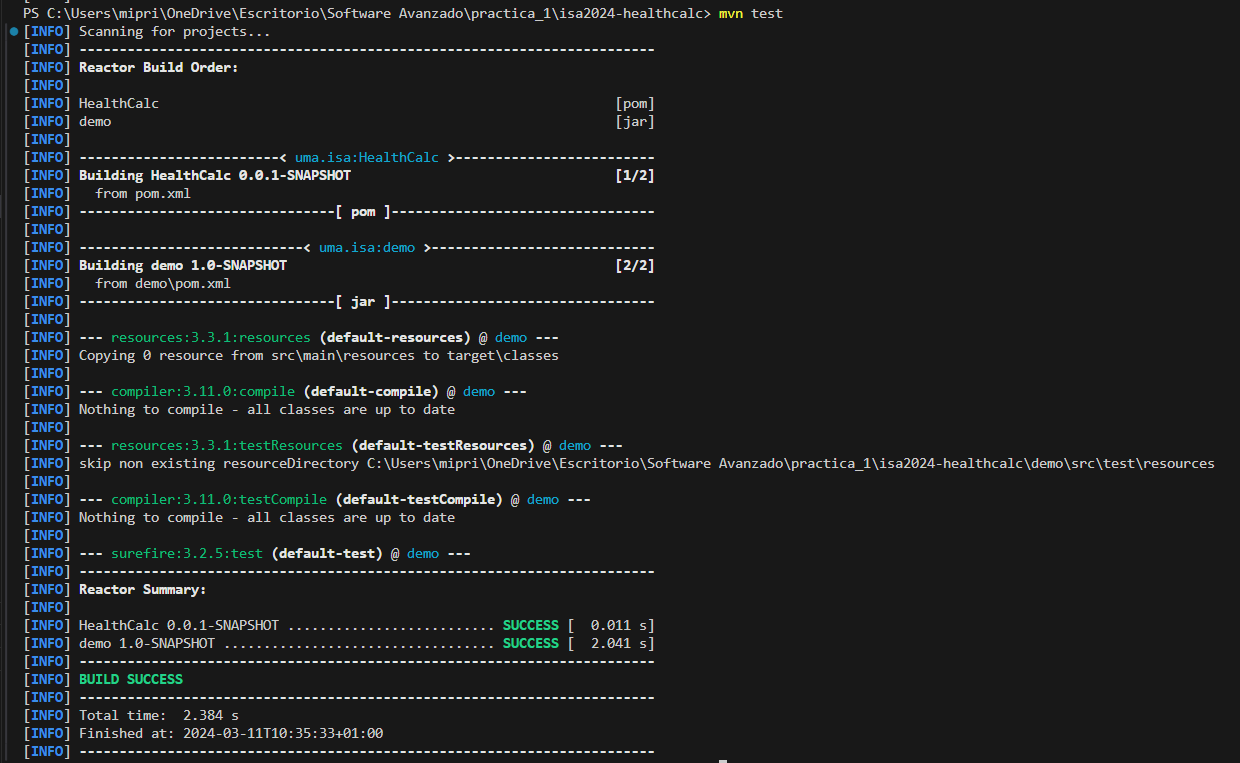 PS C:\Users\mipri\OneDrive\Escritorio\Software Avanzado\practica_1\isa2024-healthcalc> mvn test
[INFO] Scanning for projects...
[INFO] ------------------------------------------------------------------------
[INFO] Reactor Build Order:
[INFO]
[INFO] HealthCalc                                                         [pom]
[INFO] demo                                                               [jar]
[INFO]
[INFO] -------------------------< uma.isa:HealthCalc >-------------------------
[INFO] Building HealthCalc 0.0.1-SNAPSHOT                                 [1/2]
[INFO]   from pom.xml
[INFO] --------------------------------[ pom ]---------------------------------
[INFO]
[INFO] ----------------------------< uma.isa:demo >----------------------------
[INFO] Building demo 1.0-SNAPSHOT                                         [2/2]
[INFO]   from demo\pom.xml
[INFO] --------------------------------[ jar ]---------------------------------
[INFO]
[INFO] --- resources:3.3.1:resources (default-resources) @ demo ---
[INFO] Copying 0 resource from src\main\resources to target\classes
[INFO]
[INFO] --- compiler:3.11.0:compile (default-compile) @ demo ---
[INFO] Nothing to compile - all classes are up to date
[INFO]
[INFO] --- resources:3.3.1:testResources (default-testResources) @ demo ---
[INFO] skip non existing resourceDirectory C:\Users\mipri\OneDrive\Escritorio\Software Avanzado\practica_1\isa2024-healthcalc\demo\src\test\resources
[INFO]
[INFO] --- compiler:3.11.0:testCompile (default-testCompile) @ demo ---
[INFO] Nothing to compile - all classes are up to date
[INFO]
[INFO] --- surefire:3.2.5:test (default-test) @ demo ---
[INFO] ------------------------------------------------------------------------
[INFO] Reactor Summary:
[INFO]
[INFO] HealthCalc 0.0.1-SNAPSHOT .......................... SUCCESS [  0.011 s]
[INFO] demo 1.0-SNAPSHOT .................................. SUCCESS [  2.041 s]
[INFO] ------------------------------------------------------------------------
[INFO] BUILD SUCCESS
[INFO] ------------------------------------------------------------------------
[INFO] Total time:  2.384 s
[INFO] Finished at: 2024-03-11T10:35:33+01:00
[INFO] ------------------------------------------------------------------------